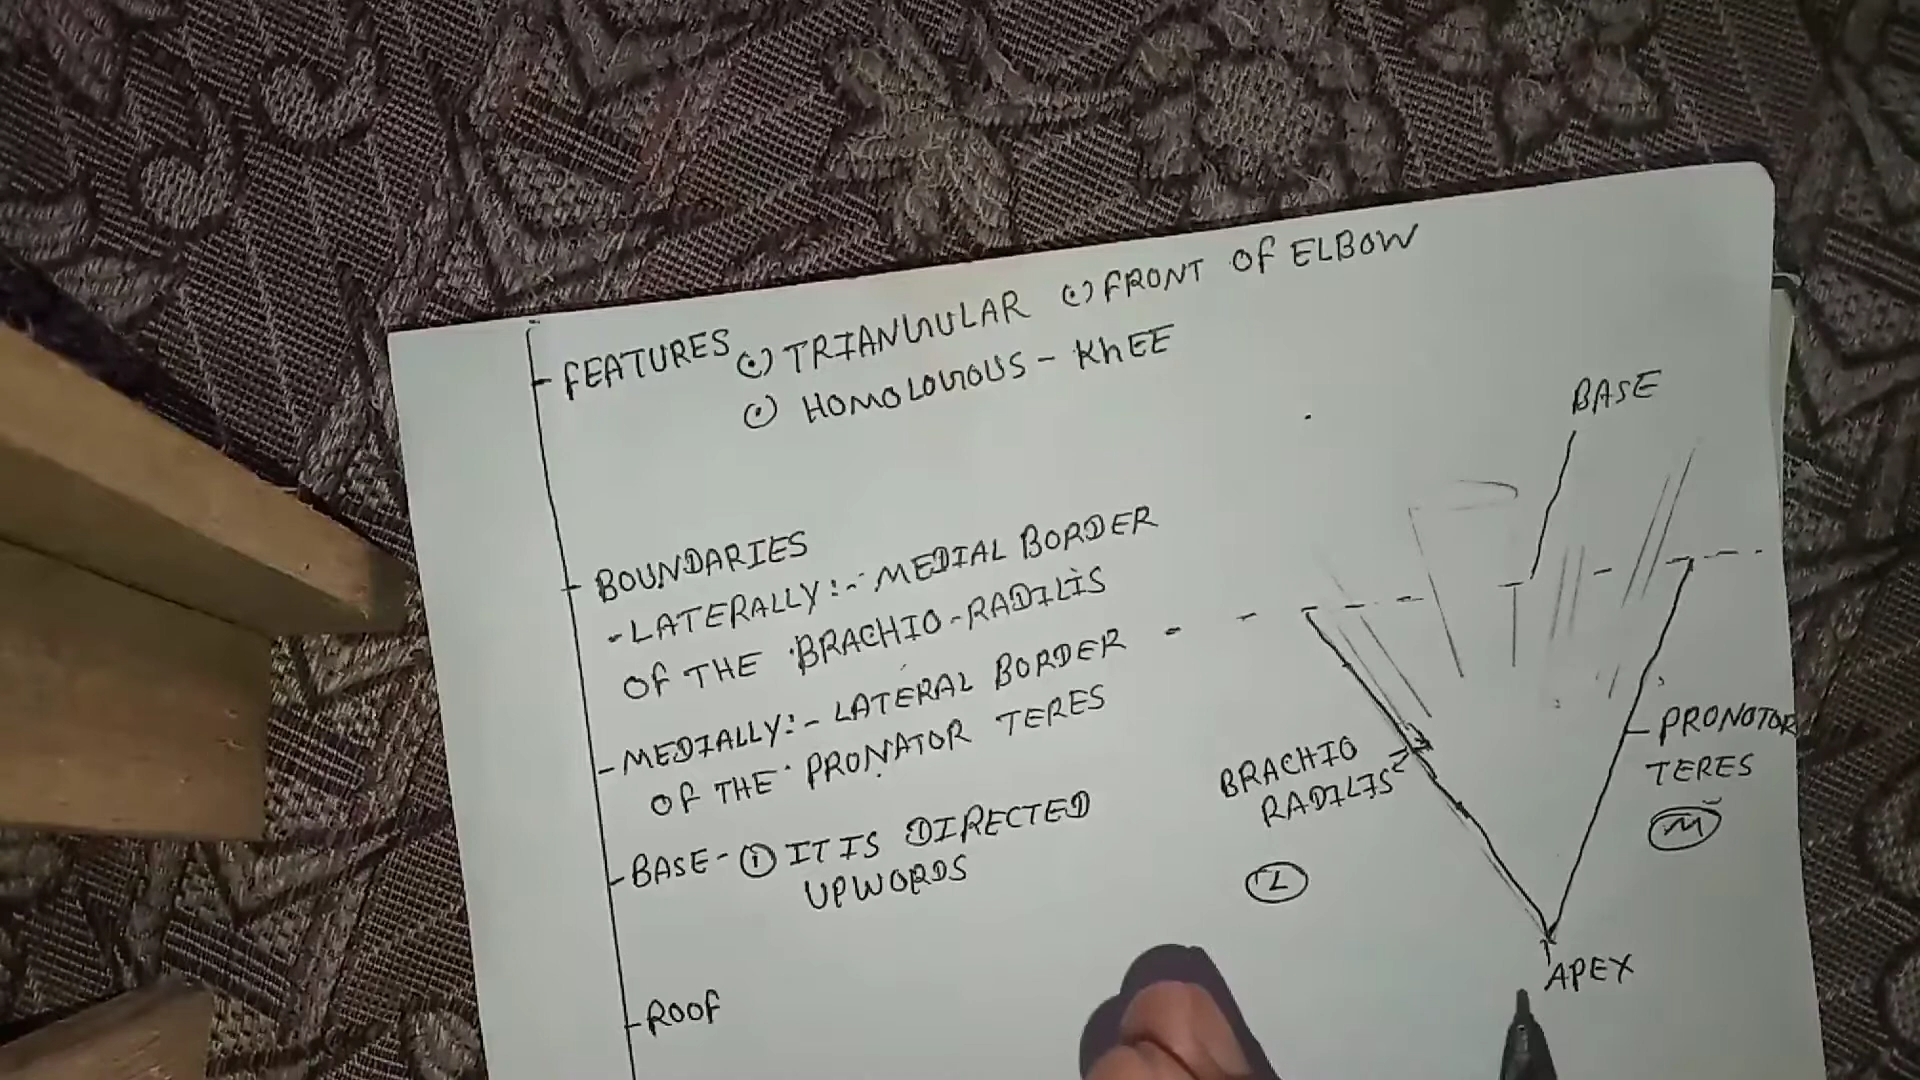 FEATURES (•) TRIANGULAR (•) FRONT OF ELBOW
(•) HOMOLOGOUS - KNEE
BASE
BOUNDARIES
- LATERALLY :- MEDIAL BORDER
OF THE BRACHIO-RADILIS
- MEDIALLY :- LATERAL BORDER
OF THE PRONATOR TERES
BRACHIO
RADILIS
L
PRONOTOR
TERES
M
BASE - (i) IT IS DIRECTED
UPWORDS
APEX
ROOF